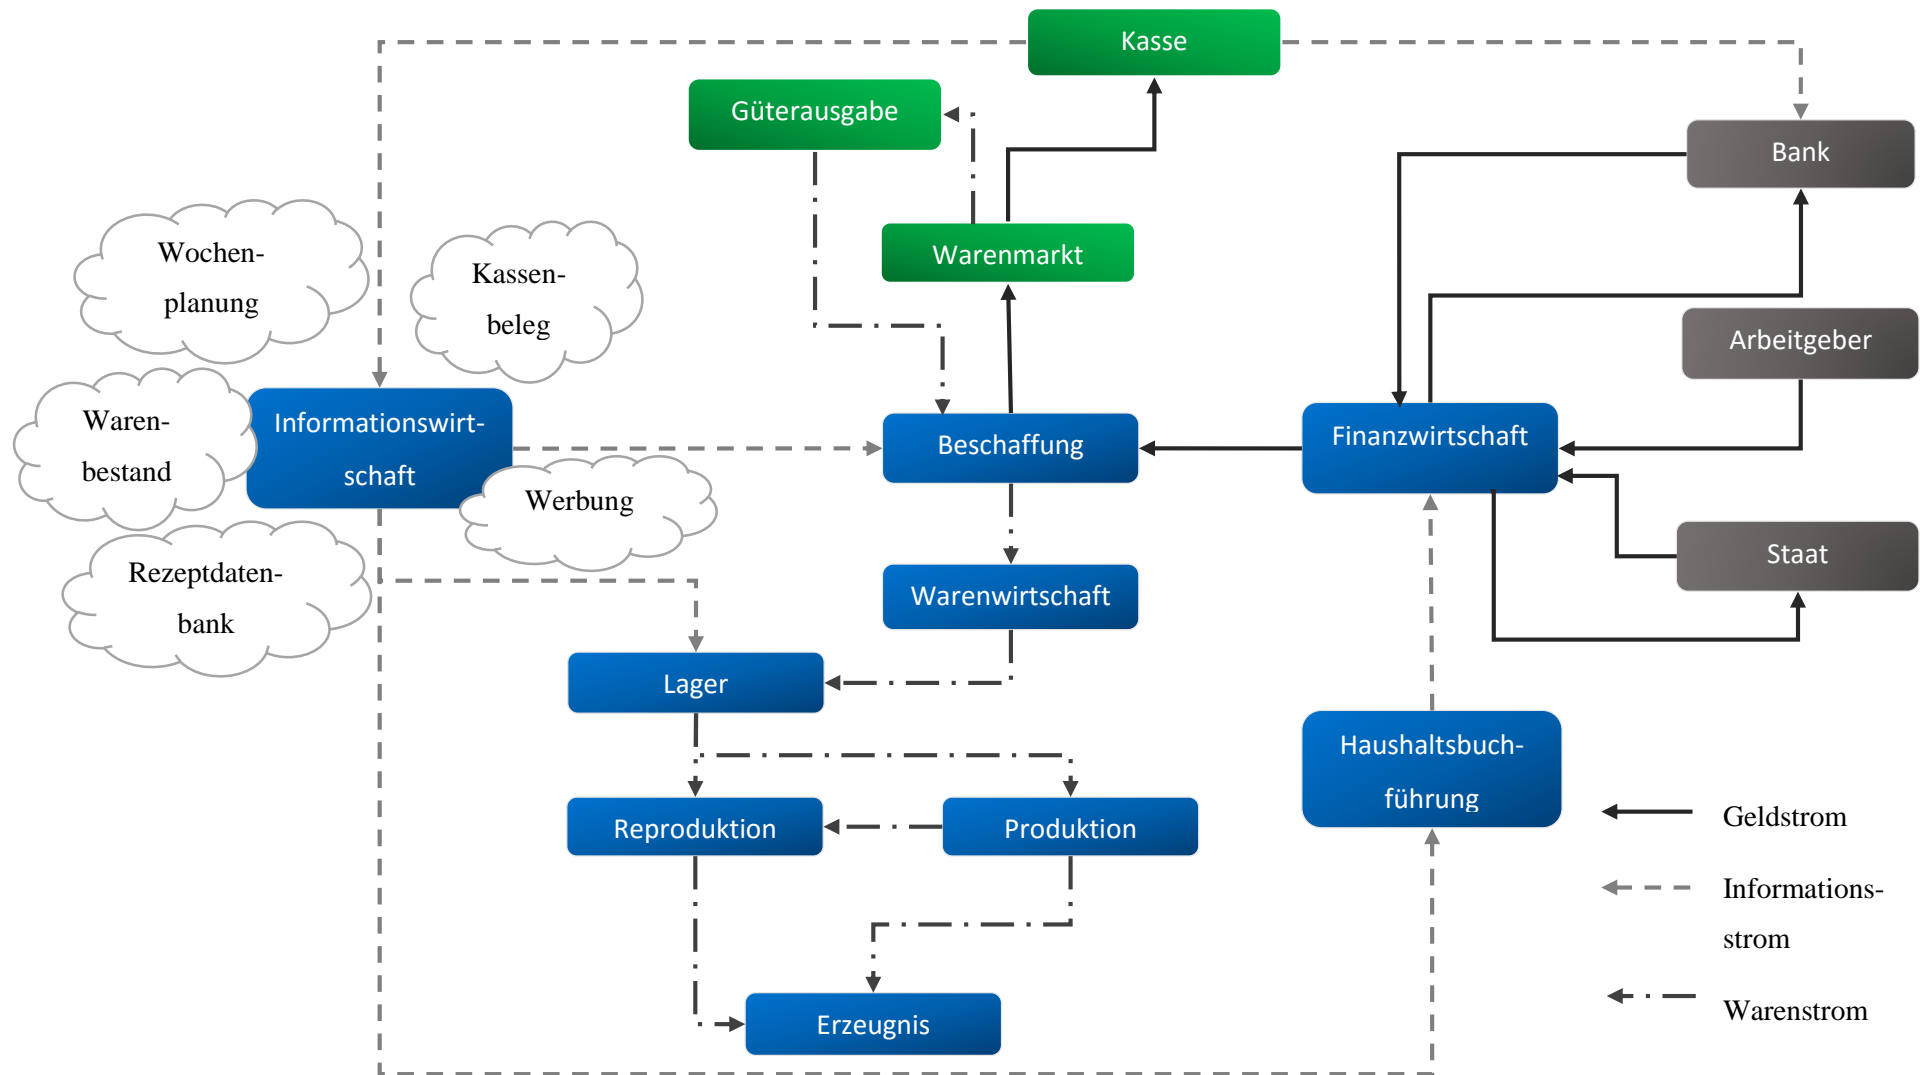 Kasse
Güterausgabe
Bank
Wochen-
planung
Kassen-
beleg
Warenmarkt
Arbeitgeber
Waren-
bestand
Informationswirt-
schaft
Beschaffung
Finanzwirtschaft
Werbung
Staat
Rezeptdaten-
bank
Warenwirtschaft
Lager
Haushaltsbuch-
führung
Reproduktion
Produktion
Erzeugnis
Geldstrom
Informations-
strom
Warenstrom